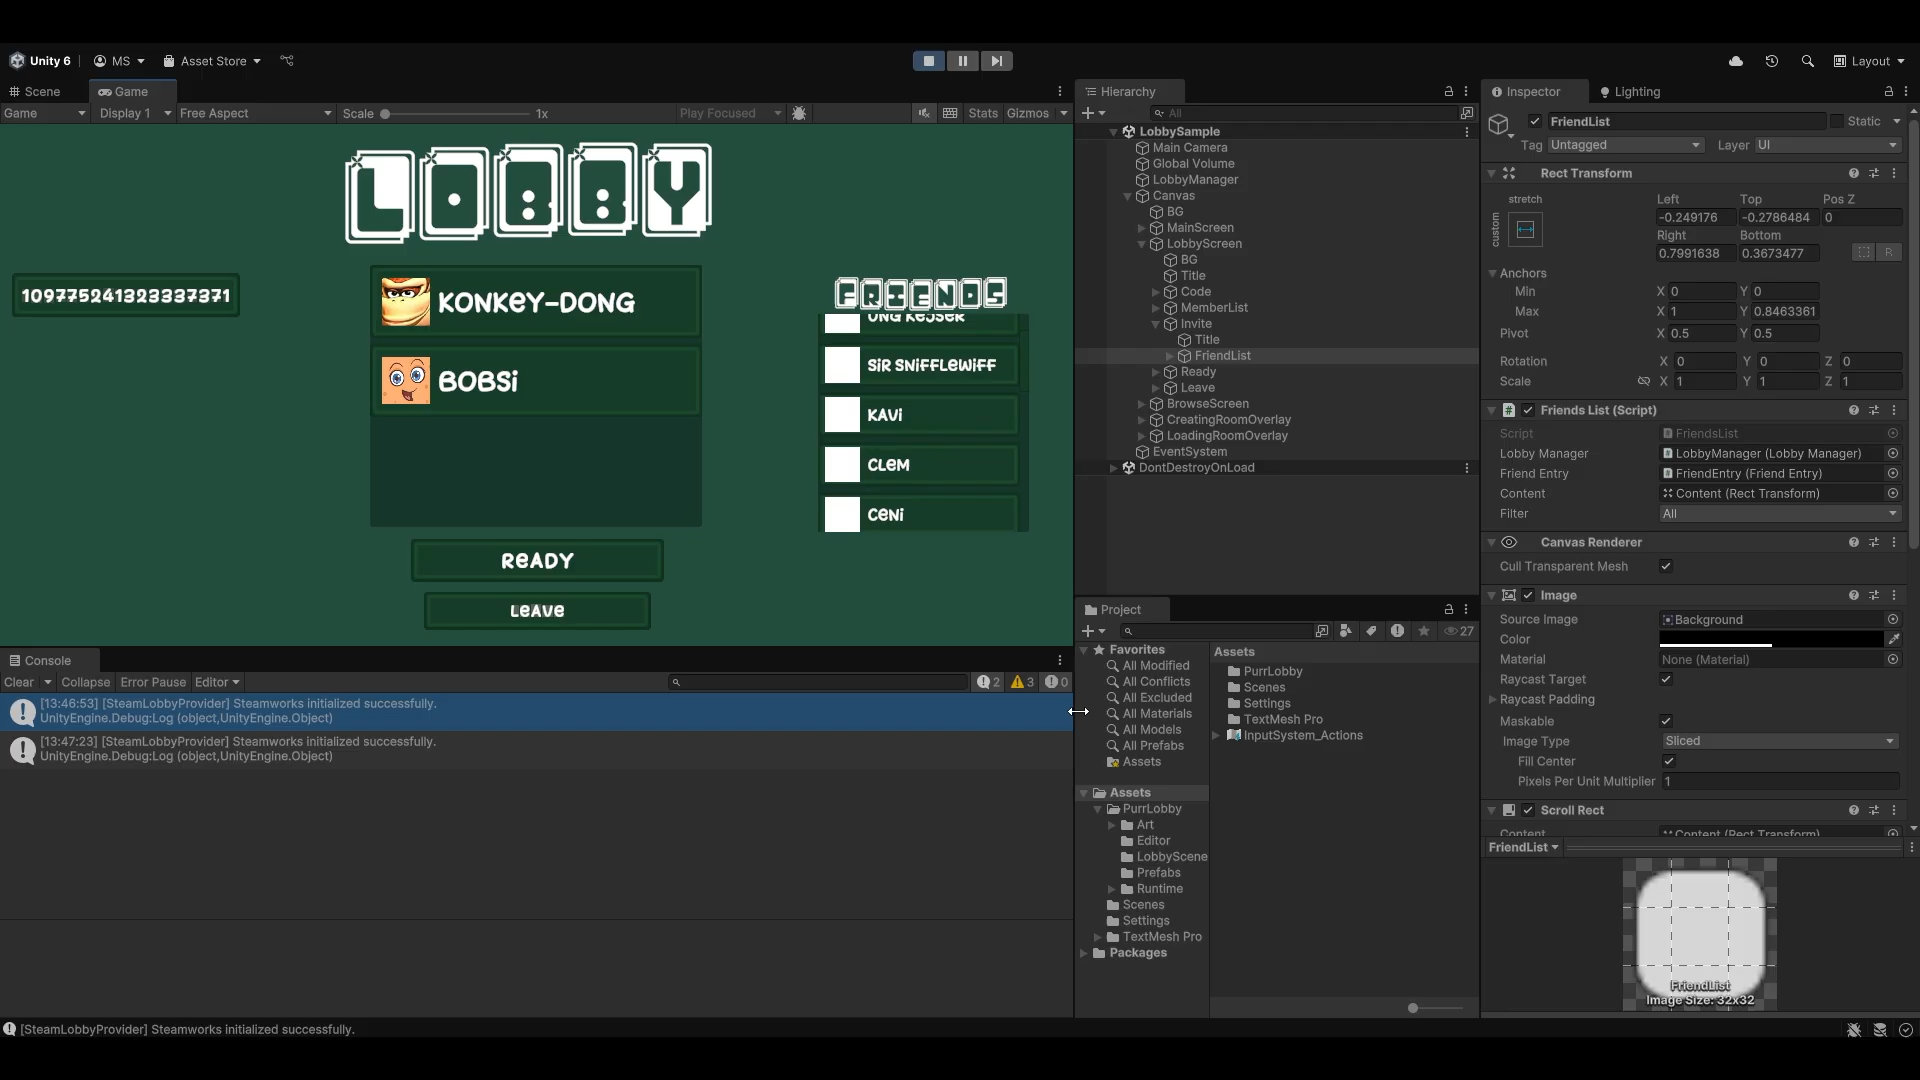 Unity 6
MS
Asset Store
Layout
Scene
Game
Game
Display 1
Free Aspect
Scale
1x
Play Focused
Stats
Gizmos
LOBBY
109775241323337371
KONKEY-DONG
BOBSi
READY
LEAVE
FRIENDS
UNG KEJSER
SiR SNiFFLEWiFF
KAVi
CLEM
CENi
Console
Clear
Collapse
Error Pause
Editor
2
3
0
[13:46:53] [SteamLobbyProvider] Steamworks initialized successfully.
UnityEngine.Debug:Log (object,UnityEngine.Object)
[13:47:23] [SteamLobbyProvider] Steamworks initialized successfully.
UnityEngine.Debug:Log (object,UnityEngine.Object)
[SteamLobbyProvider] Steamworks initialized successfully.
Hierarchy
All
LobbySample
Main Camera
Global Volume
LobbyManager
Canvas
BG
MainScreen
LobbyScreen
BG
Title
Code
MemberList
Invite
Title
FriendList
Ready
Leave
BrowseScreen
CreatingRoomOverlay
LoadingRoomOverlay
EventSystem
DontDestroyOnLoad
Project
27
Favorites
All Modified
All Conflicts
All Excluded
All Materials
All Models
All Prefabs
Assets
Assets
PurrLobby
Art
Editor
LobbyScene
Prefabs
Runtime
Scenes
Settings
TextMesh Pro
Packages
Assets
PurrLobby
Scenes
Settings
TextMesh Pro
InputSystem_Actions
Inspector
Lighting
FriendList
Static
Tag
Untagged
Layer
UI
Rect Transform
stretch
custom
Left
Top
Pos Z
-0.249176
-0.2786484
0
Right
Bottom
0.7991638
0.3673477
R
Anchors
Min
X 0
Y 0
Max
X 1
Y 0.8463361
Pivot
X 0.5
Y 0.5
Rotation
X 0
Y 0
Z 0
Scale
X 1
Y 1
Z 1
Friends List (Script)
Script
FriendsList
Lobby Manager
LobbyManager (Lobby Manager)
Friend Entry
FriendEntry (Friend Entry)
Content
Content (Rect Transform)
Filter
All
Canvas Renderer
Cull Transparent Mesh
Image
Source Image
Background
Color
Material
None (Material)
Raycast Target
Raycast Padding
Maskable
Image Type
Sliced
Fill Center
Pixels Per Unit Multiplier
1
Scroll Rect
Content
Content (Rect Transform)
FriendList
FriendList
Image Size: 32x32